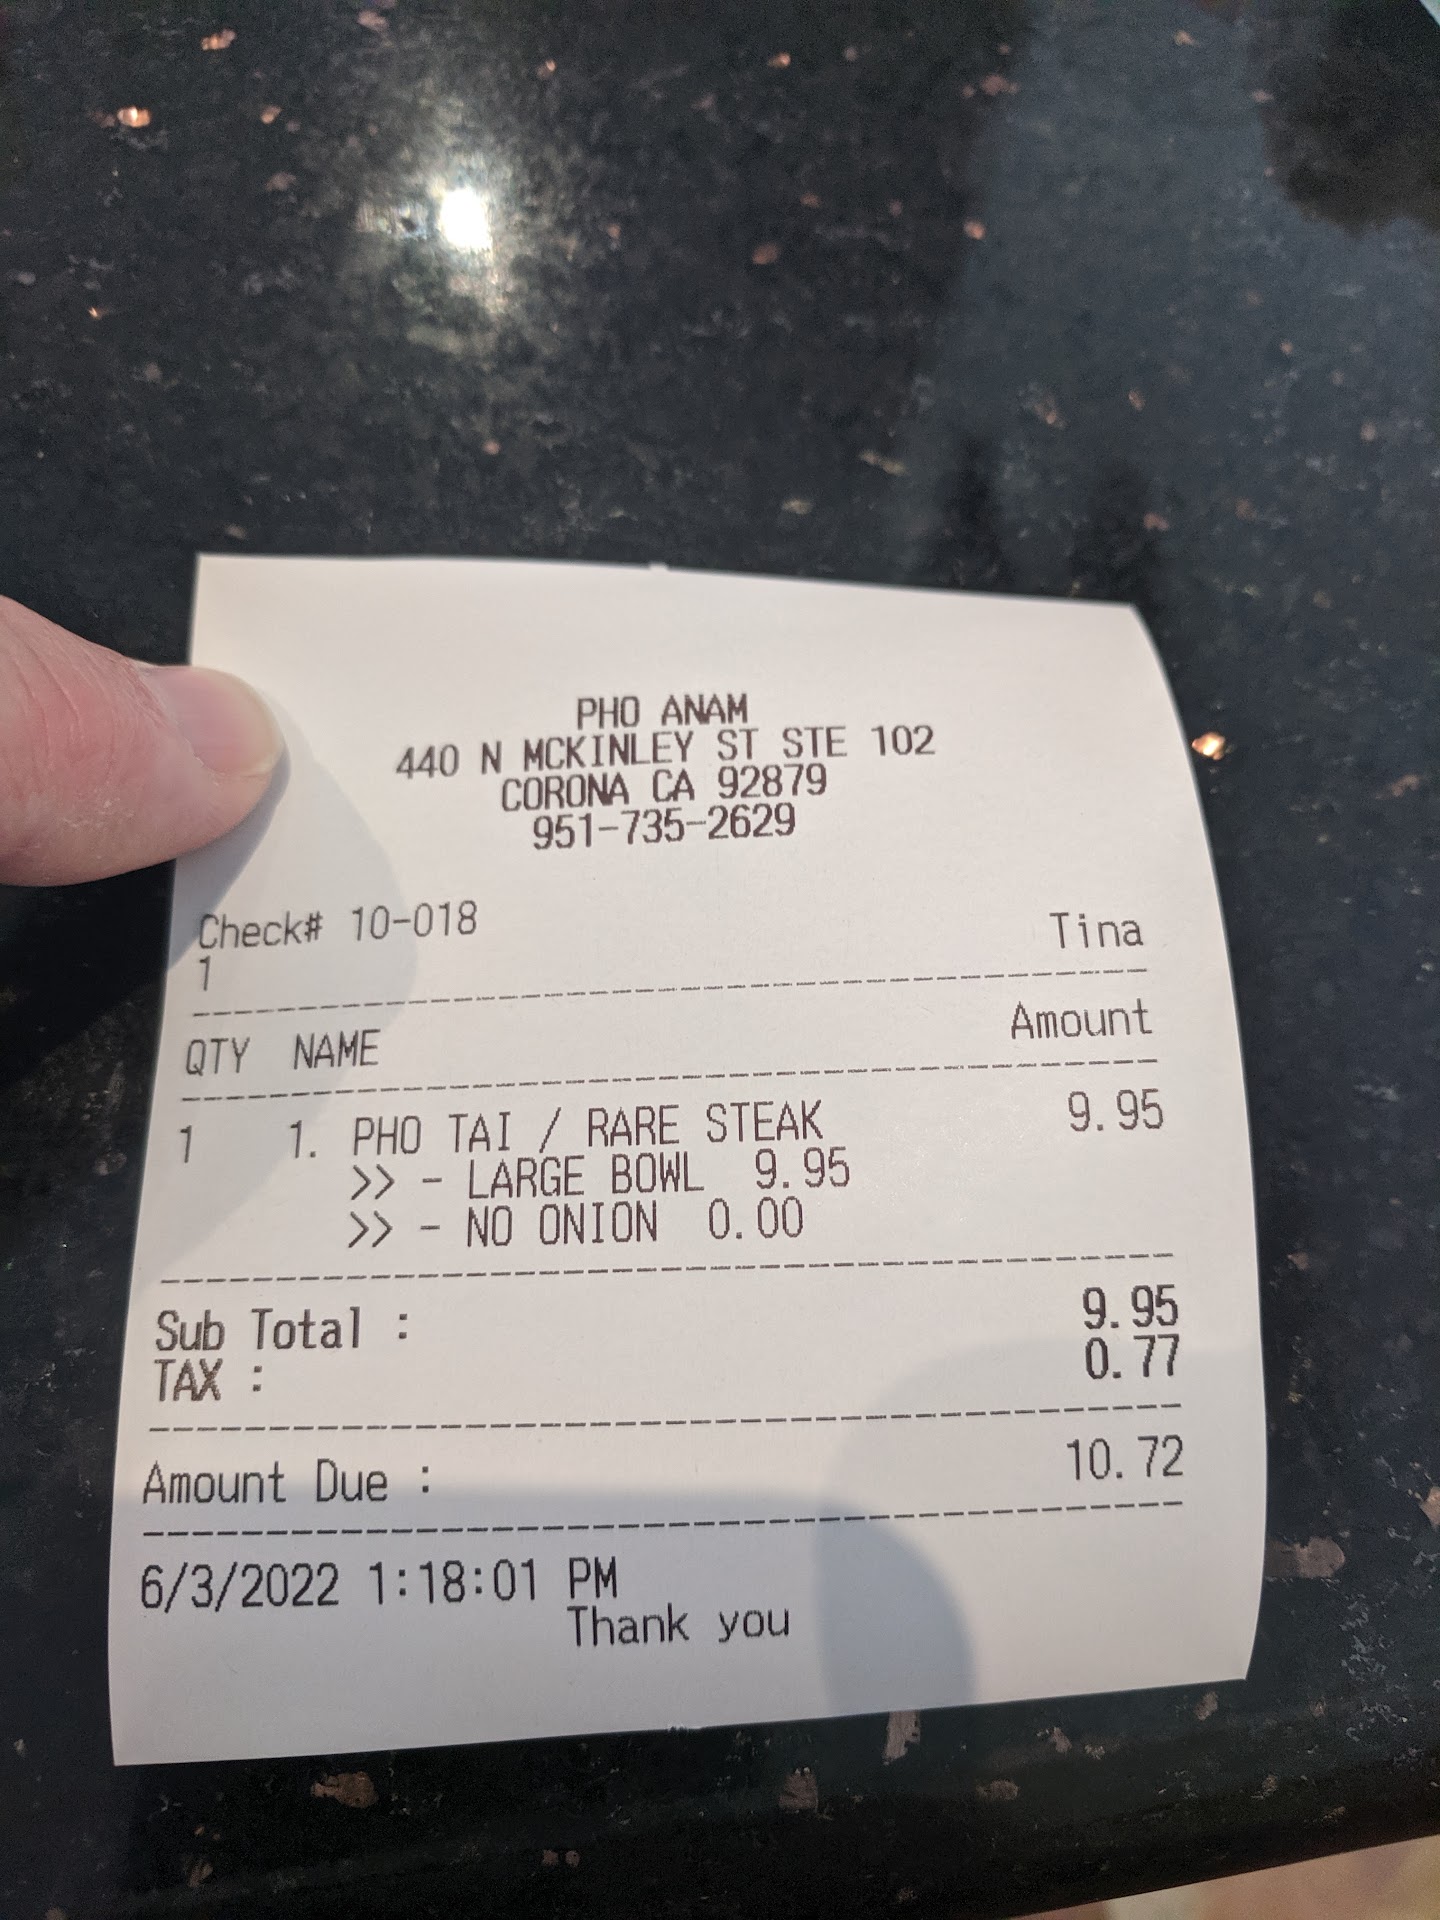 PHO ANAM
440 N MCKINLEY ST STE 102
CORONA CA 92879
951-735-2629
Check# 10-018 Tina
1
QTY NAME Amount
1 1. PHO TAI / RARE STEAK 9.95
>> - LARGE BOWL 9.95
>> - NO ONION 0.00
Sub Total : 9.95
TAX : 0.77
Amount Due : 10.72
6/3/2022 1:18:01 PM
Thank you